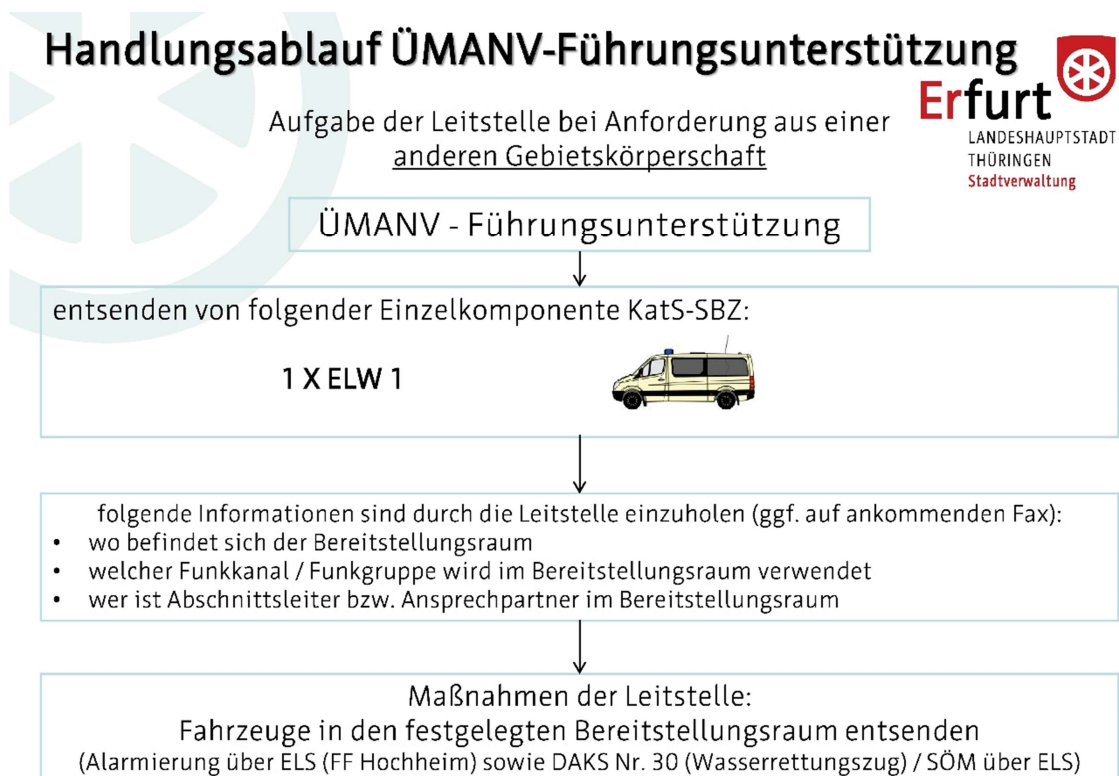 Handlungsablauf ÜMANV-Führungsunterstützung
Erfurt
LANDESHAUPTSTADT
THÜRINGEN
Stadtverwaltung
Aufgabe der Leitstelle bei Anforderung aus einer
anderen Gebietskörperschaft
ÜMANV - Führungsunterstützung
entsenden von folgender Einzelkomponente KatS-SBZ:
1 X ELW 1
folgende Informationen sind durch die Leitstelle einzuholen (ggf. auf ankommenden Fax):
• wo befindet sich der Bereitstellungsraum
• welcher Funkkanal / Funkgruppe wird im Bereitstellungsraum verwendet
• wer ist Abschnittsleiter bzw. Ansprechpartner im Bereitstellungsraum
Maßnahmen der Leitstelle:
Fahrzeuge in den festgelegten Bereitstellungsraum entsenden
(Alarmierung über ELS (FF Hochheim) sowie DAKS Nr. 30 (Wasserrettungszug) / SÖM über ELS)